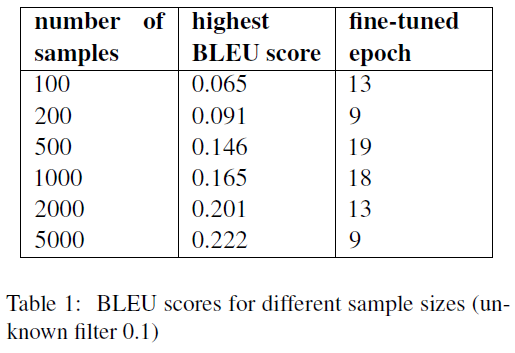 number of highest fine-tuned
samples BLEU score epoch
100 0.065 13
200 0.091 9
500 0.146 19
1000 0.165 18
2000 0.201 13
5000 0.222 9
Table 1: BLEU scores for different sample sizes (un-
known filter 0.1)